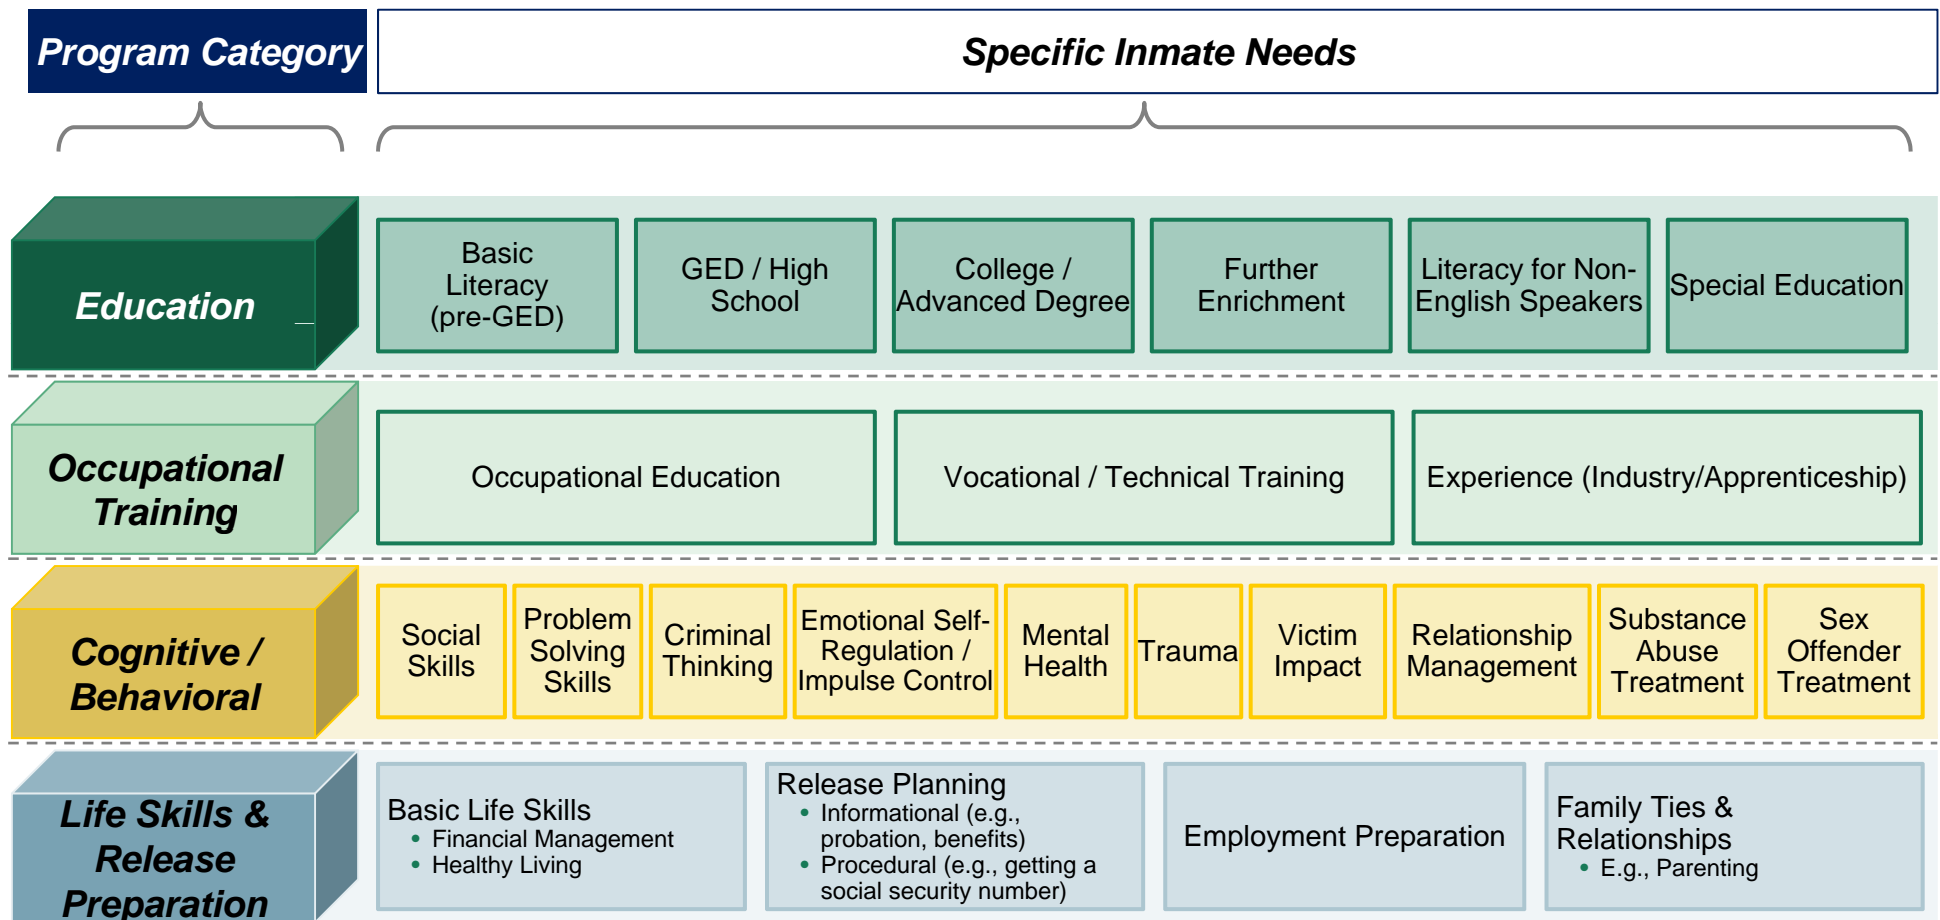 Program Category
Specific Inmate Needs
Education
Basic
Literacy
(pre-GED)
GED / High
School
College /
Advanced Degree
Further
Enrichment
Literacy for Non-
English Speakers
Special Education
Occupational
Training
Occupational Education
Vocational / Technical Training
Experience (Industry/Apprenticeship)
Cognitive /
Behavioral
Social
Skills
Problem
Solving
Skills
Criminal
Thinking
Emotional Self-
Regulation /
Impulse Control
Mental
Health
Trauma
Victim
Impact
Relationship
Management
Substance
Abuse
Treatment
Sex
Offender
Treatment
Life Skills &
Release
Preparation
Basic Life Skills
• Financial Management
• Healthy Living
Release Planning
• Informational (e.g.,
probation, benefits)
• Procedural (e.g., getting a
social security number)
Employment Preparation
Family Ties &
Relationships
• E.g., Parenting